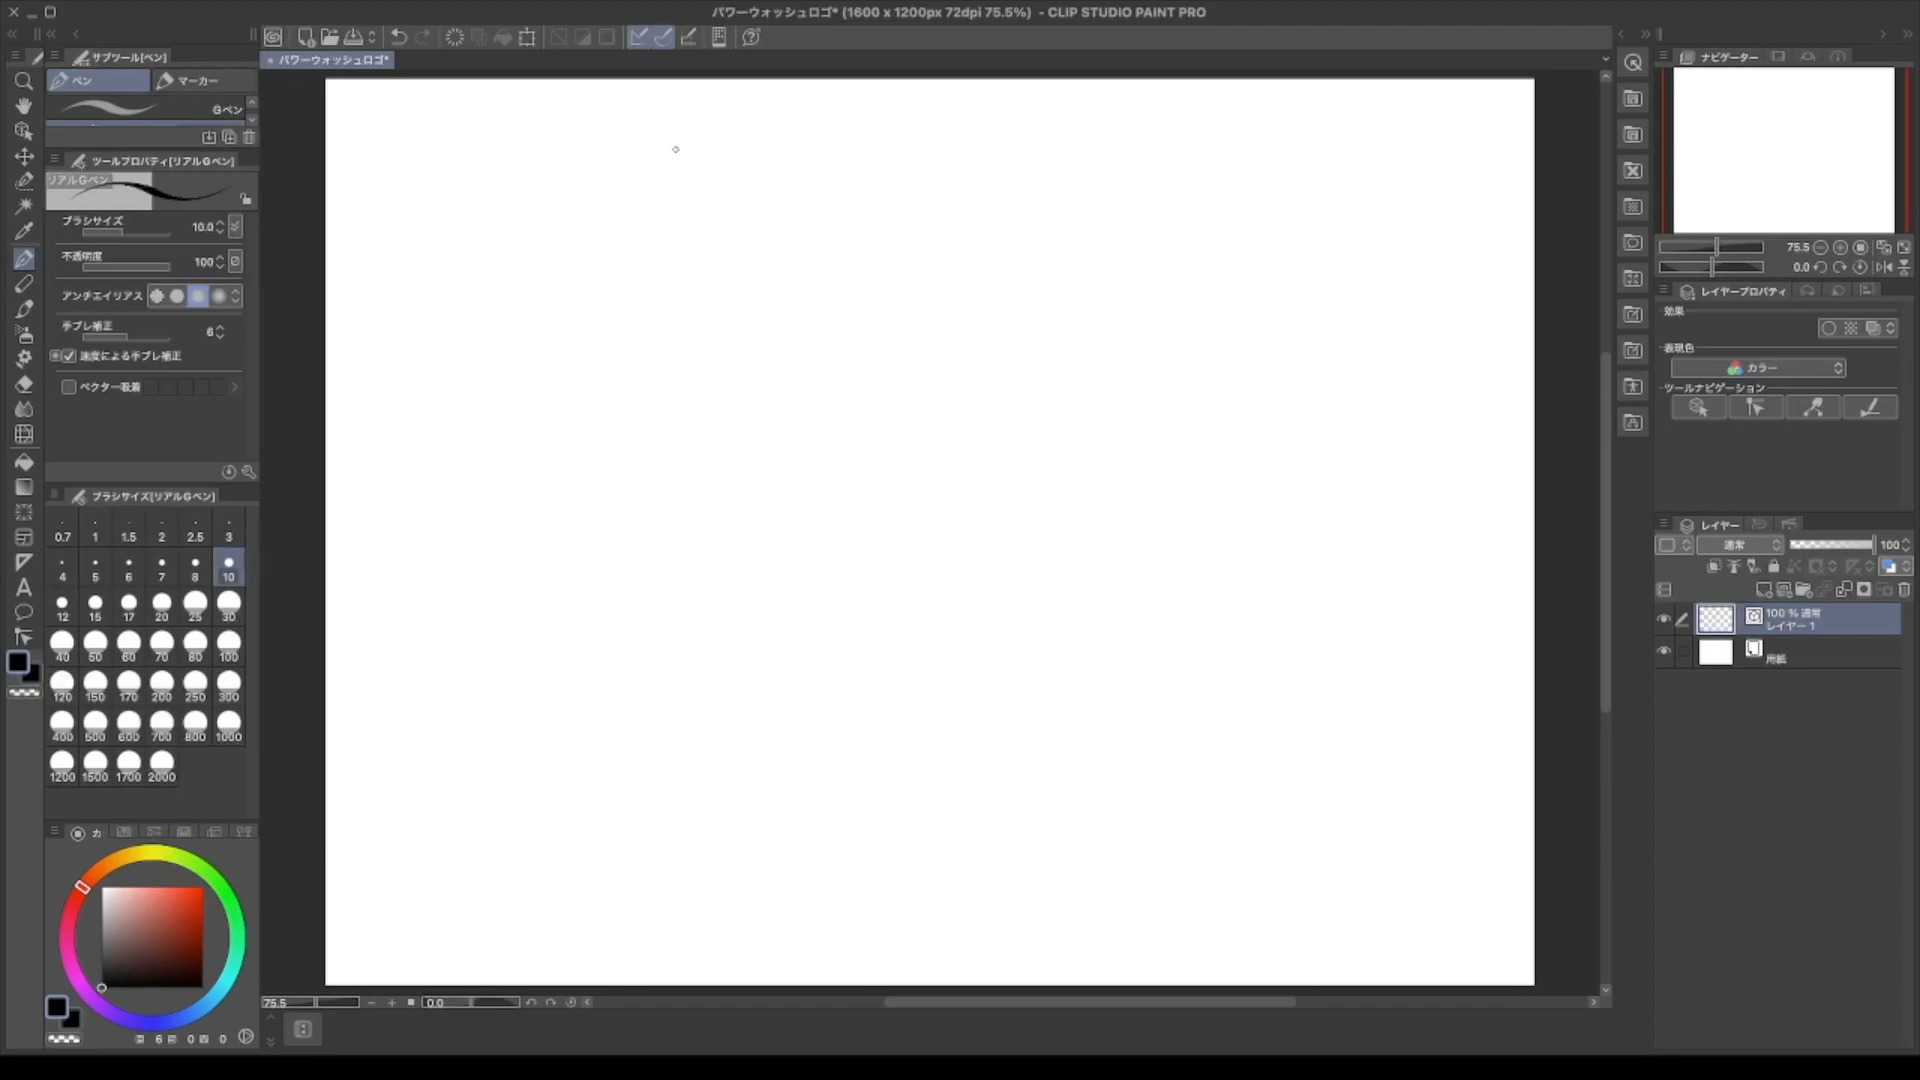 パワーウォッシュロゴ* (1600 x 1200px 72dpi 75.5%) - CLIP STUDIO PAINT PRO
サブツール[ペン]
パワーウォッシュロゴ*
ナビゲーター
ペン
マーカー
Gペン
ツールプロパティ[リアルGペン]
リアルGペン
ブラシサイズ 10.0
不透明度 100
アンチエイリアス
手ブレ補正 6
速度による手ブレ補正
ベクター吸着
75.5
0.0
レイヤープロパティ
効果
表現色
カラー
ツールナビゲーション
ブラシサイズ[リアルGペン]
0.7 1 1.5 2 2.5 3
4 5 6 7 8 10
12 15 17 20 25 30
40 50 60 70 80 100
120 150 170 200 250 300
400 500 600 700 800 1000
1200 1500 1700 2000
レイヤー
通常 100
100 % 通常
レイヤー 1
用紙
カ
75.5 0.0
6 0 0